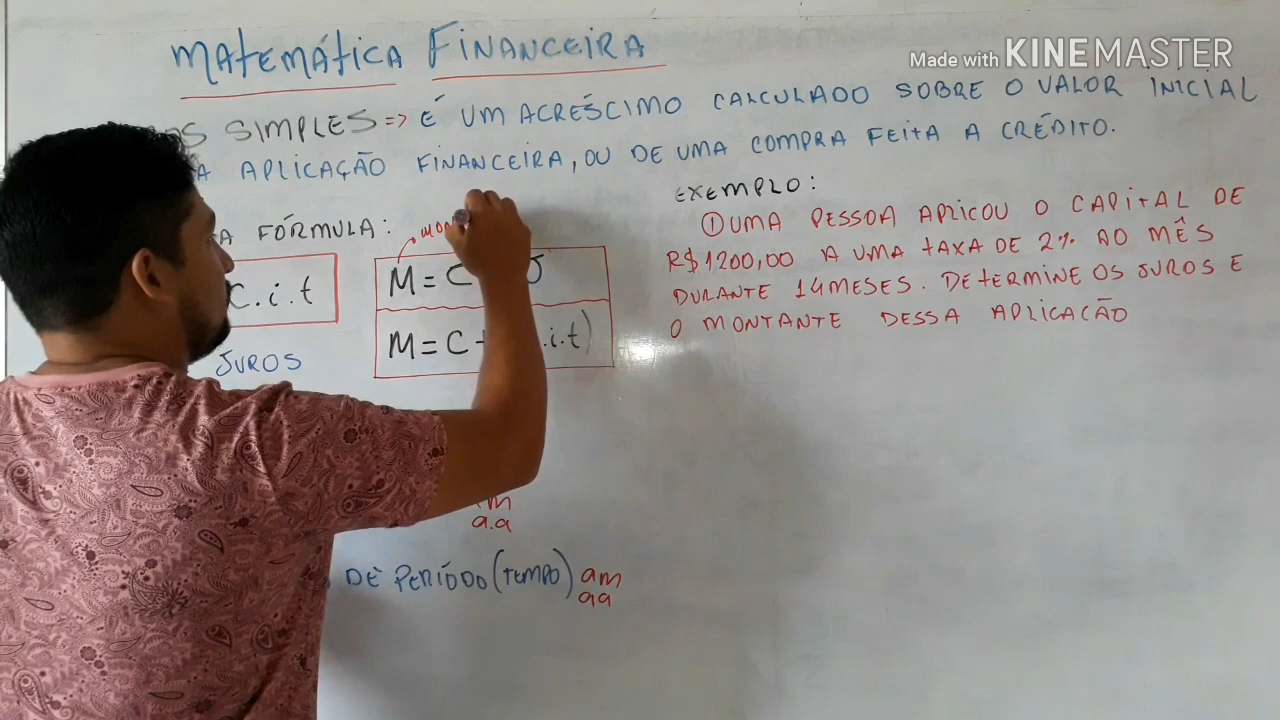 MATEMÁTICA FINANCEIRA
Made with KINEMASTER
SIMPLES => É UM ACRÉSCIMO CALCULADO SOBRE O VALOR INICIAL
A APLICAÇÃO FINANCEIRA, OU DE UMA COMPRA FEITA A CRÉDITO.
A FÓRMULA:
C.i.t
JUROS
M = C J
M = C + .i.t)
a.a
DE PERÍODO (TEMPO) am
aa
EXEMPLO:
① UMA PESSOA APLICOU O CAPITAL DE
R$1200,00 A UMA TAXA DE 2% AO MÊS
DURANTE 14 MESES. DETERMINE OS JUROS E
O MONTANTE DESSA APLICAÇÃO